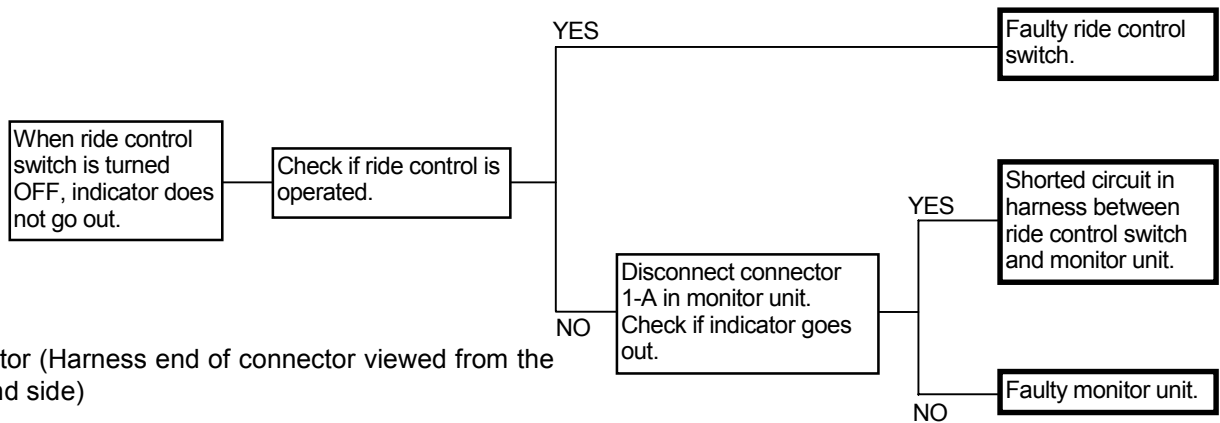 YES
Faulty ride control
switch.
When ride control
switch is turned
OFF, indicator does
not go out.
Check if ride control is
operated.
YES
Shorted circuit in
harness between
ride control switch
and monitor unit.
Disconnect connector
1-A in monitor unit.
Check if indicator goes
out.
NO
tor (Harness end of connector viewed from the
nd side)
Faulty monitor unit.
NO